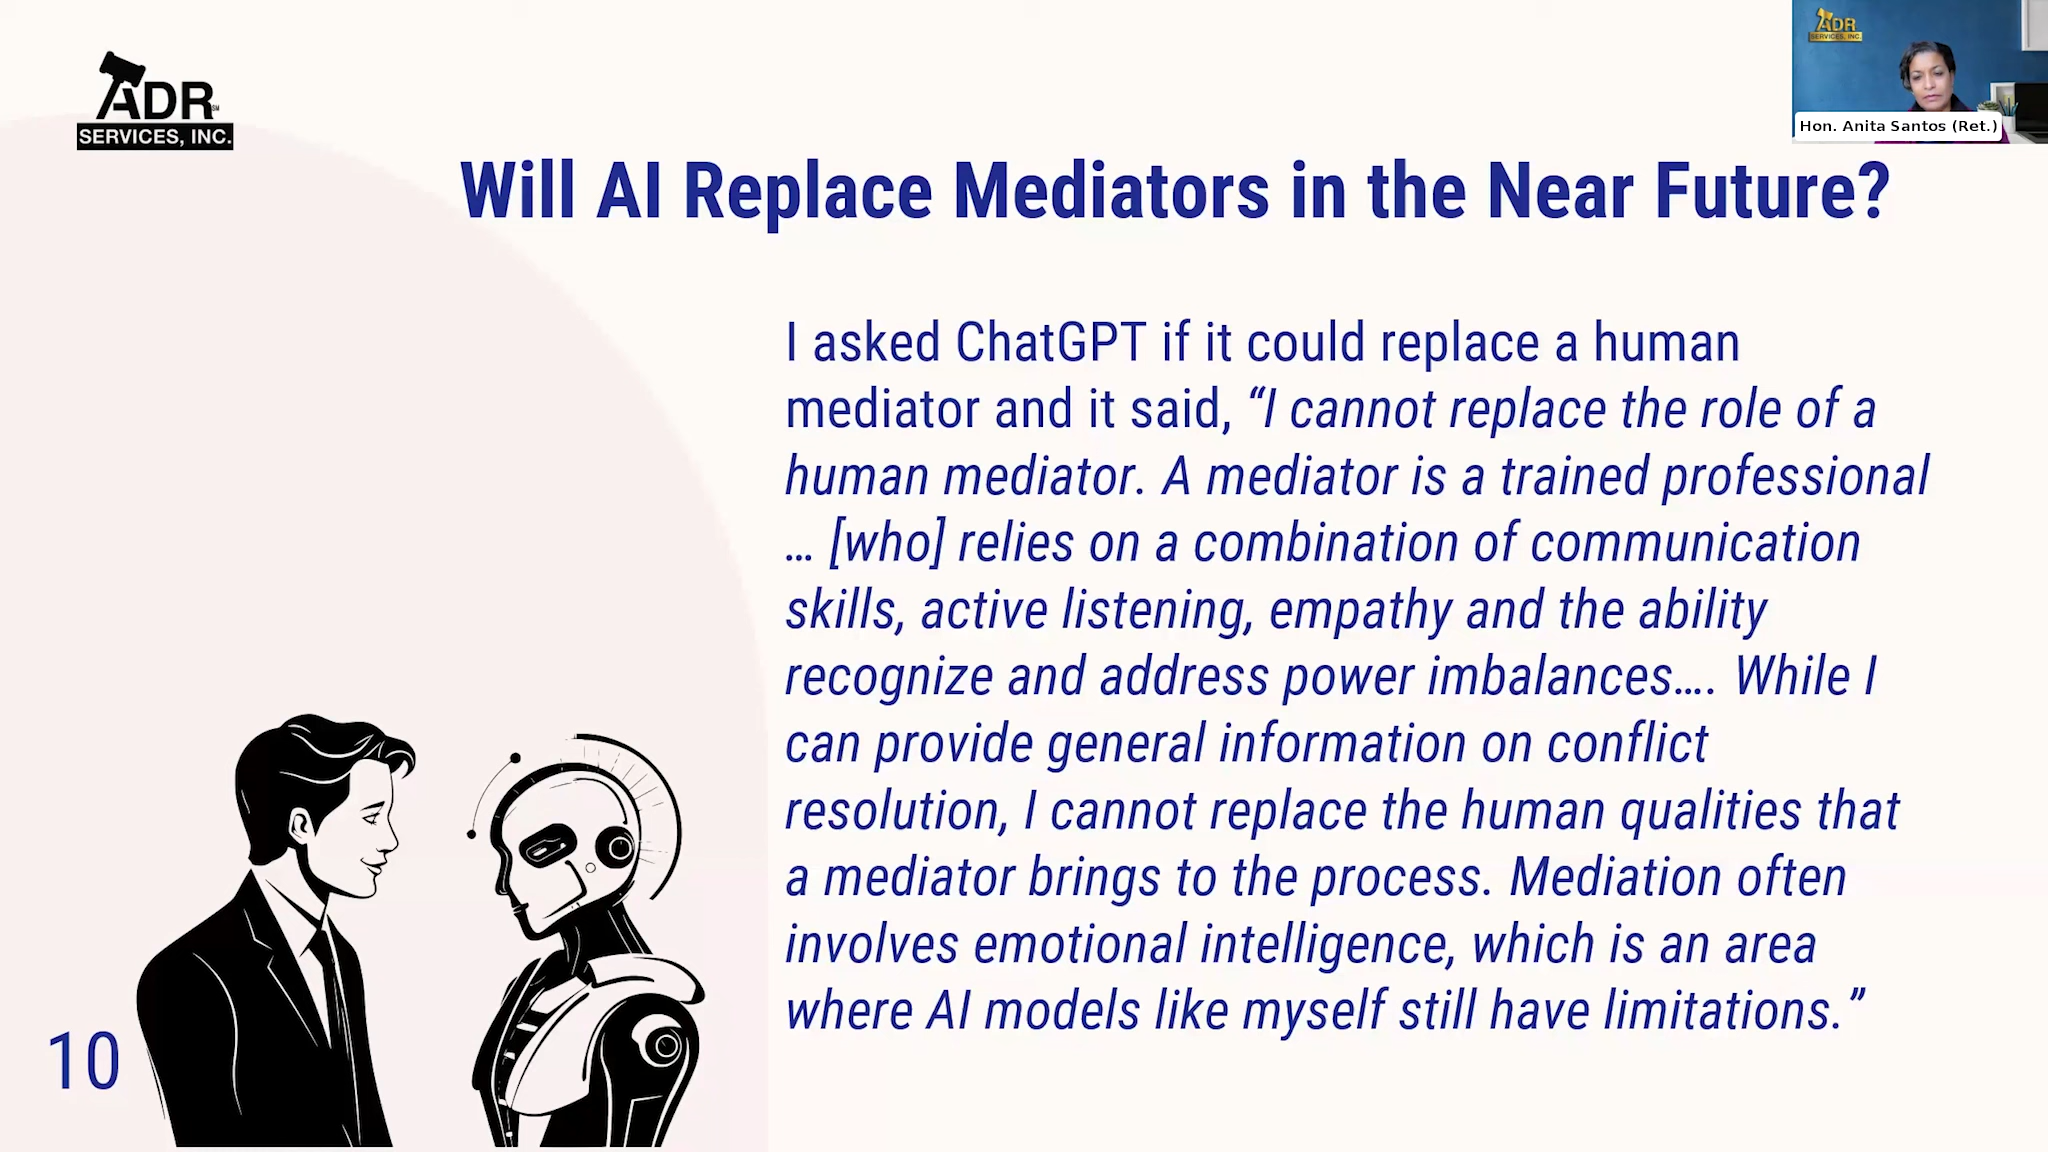 ADR SM
SERVICES, INC.
ADR
SERVICES, INC.
Hon. Anita Santos (Ret.)
Will AI Replace Mediators in the Near Future?
I asked ChatGPT if it could replace a human
mediator and it said, “I cannot replace the role of a
human mediator. A mediator is a trained professional
… [who] relies on a combination of communication
skills, active listening, empathy and the ability
recognize and address power imbalances…. While I
can provide general information on conflict
resolution, I cannot replace the human qualities that
a mediator brings to the process. Mediation often
involves emotional intelligence, which is an area
where AI models like myself still have limitations.”
10